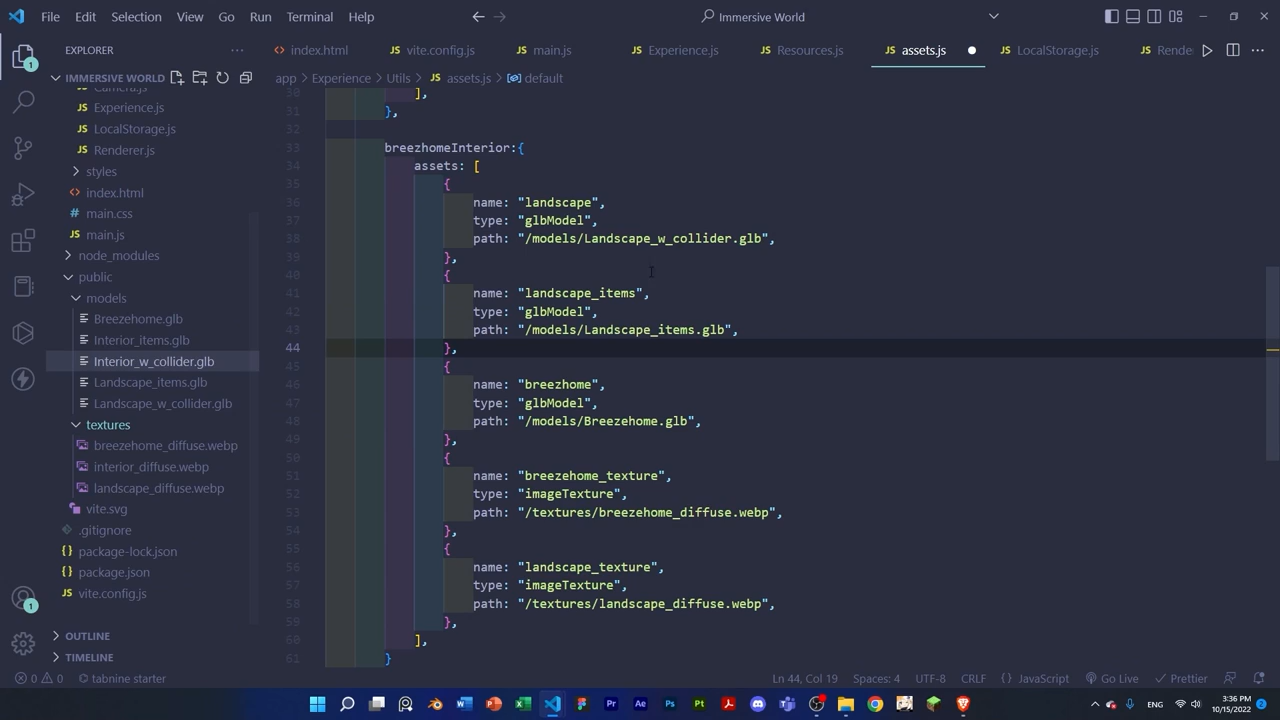 File Edit Selection View Go Run Terminal Help
Immersive World
EXPLORER
index.html
vite.config.js
main.js
Experience.js
Resources.js
assets.js
LocalStorage.js
Rende
IMMERSIVE WORLD
app
Experience
Utils
assets.js
default
Camera.js
Experience.js
LocalStorage.js
Renderer.js
styles
index.html
main.css
main.js
node_modules
public
models
Breezehome.glb
Interior_items.glb
Interior_w_collider.glb
Landscape_items.glb
Landscape_w_collider.glb
textures
breezehome_diffuse.webp
interior_diffuse.webp
landscape_diffuse.webp
vite.svg
.gitignore
package-lock.json
package.json
vite.config.js
OUTLINE
TIMELINE
30 ],
31 },
32
33 breezhomeInterior:{
34 assets: [
35 {
36 name: "landscape",
37 type: "glbModel",
38 path: "/models/Landscape_w_collider.glb",
39 },
40 {
41 name: "landscape_items",
42 type: "glbModel",
43 path: "/models/Landscape_items.glb",
44 },
45 {
46 name: "breezhome",
47 type: "glbModel",
48 path: "/models/Breezehome.glb",
49 },
50 {
51 name: "breezehome_texture",
52 type: "imageTexture",
53 path: "/textures/breezehome_diffuse.webp",
54 },
55 {
56 name: "landscape_texture",
57 type: "imageTexture",
58 path: "/textures/landscape_diffuse.webp",
59 },
60 ],
61 }
0 0 tabnine starter
Ln 44, Col 19 Spaces: 4 UTF-8 CRLF {} JavaScript Go Live Prettier
ENG
3:36 PM
10/15/2022